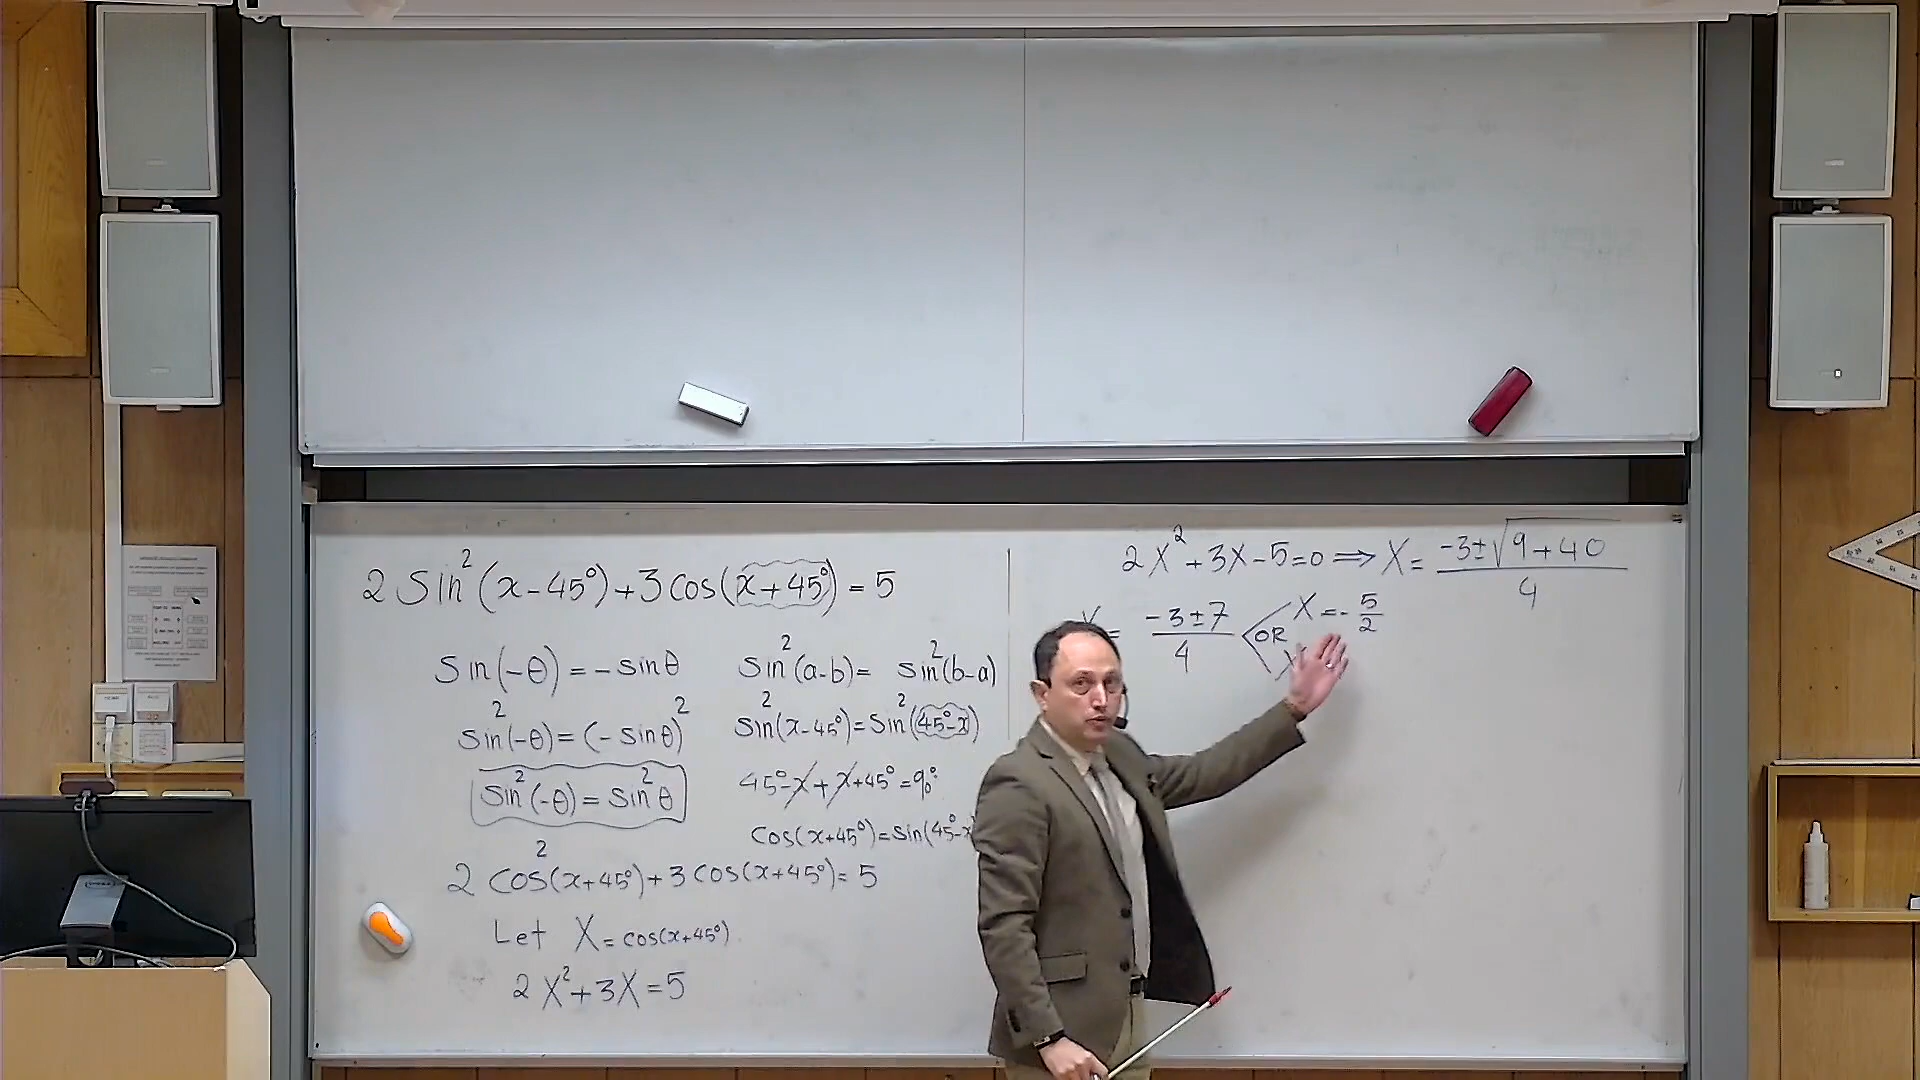 2 Sin²(x-45°)+3cos(x+45°) = 5
Sin(-θ) = - sinθ
Sin²(-θ) = (- sinθ)²
Sin²(-θ) = Sin²θ
Sin²(a-b) = Sin²(b-a)
Sin²(x-45°)=Sin²(45°-x)
45°-x+x+45°=90°
Cos(x+45°)=Sin(45°-x)
2 Cos²(x+45°)+3 Cos(x+45°)= 5
Let X = cos(x+45°)
2X²+3X=5
2X²+3X-5=0 ⟹ X = (-3±√(9+40))/4
X = (-3±7)/4
X = - 5/2
OR
X